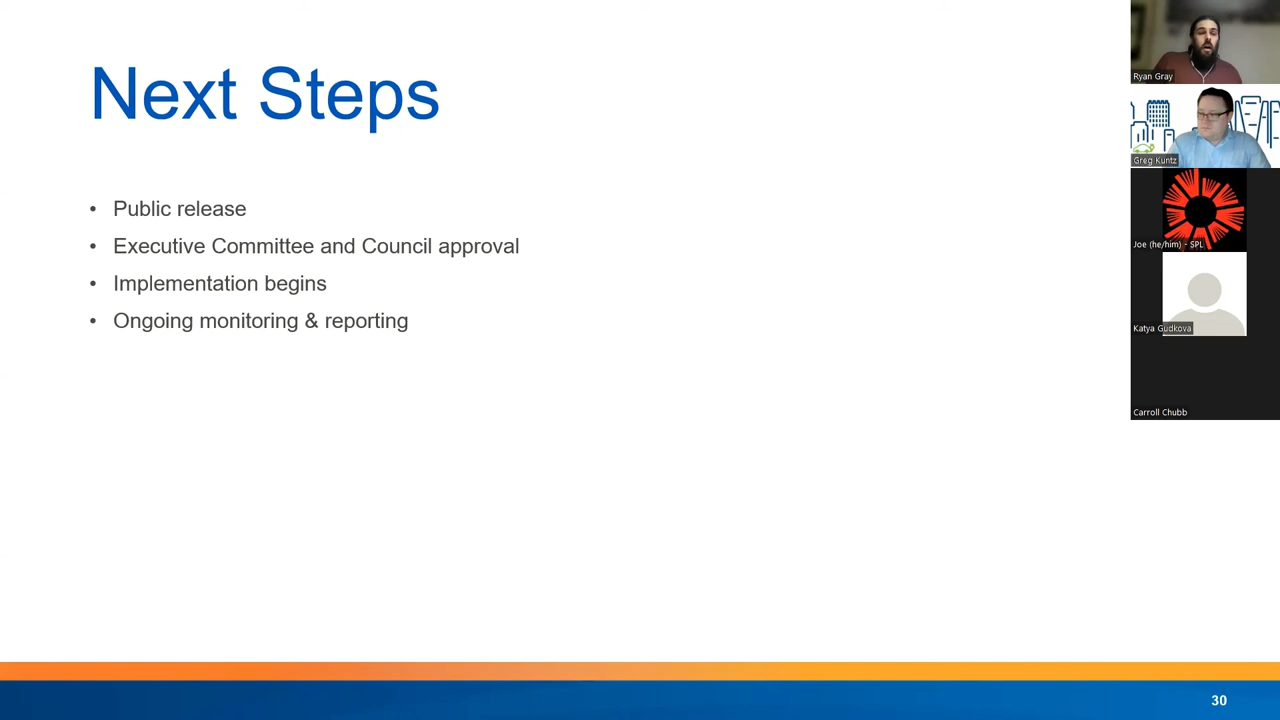 Next Steps
• Public release
• Executive Committee and Council approval
• Implementation begins
• Ongoing monitoring & reporting
30
Ryan Gray
Greg Kuntz
Joe (he/him) - SPL
Katya Gudkova
Carroll Chubb